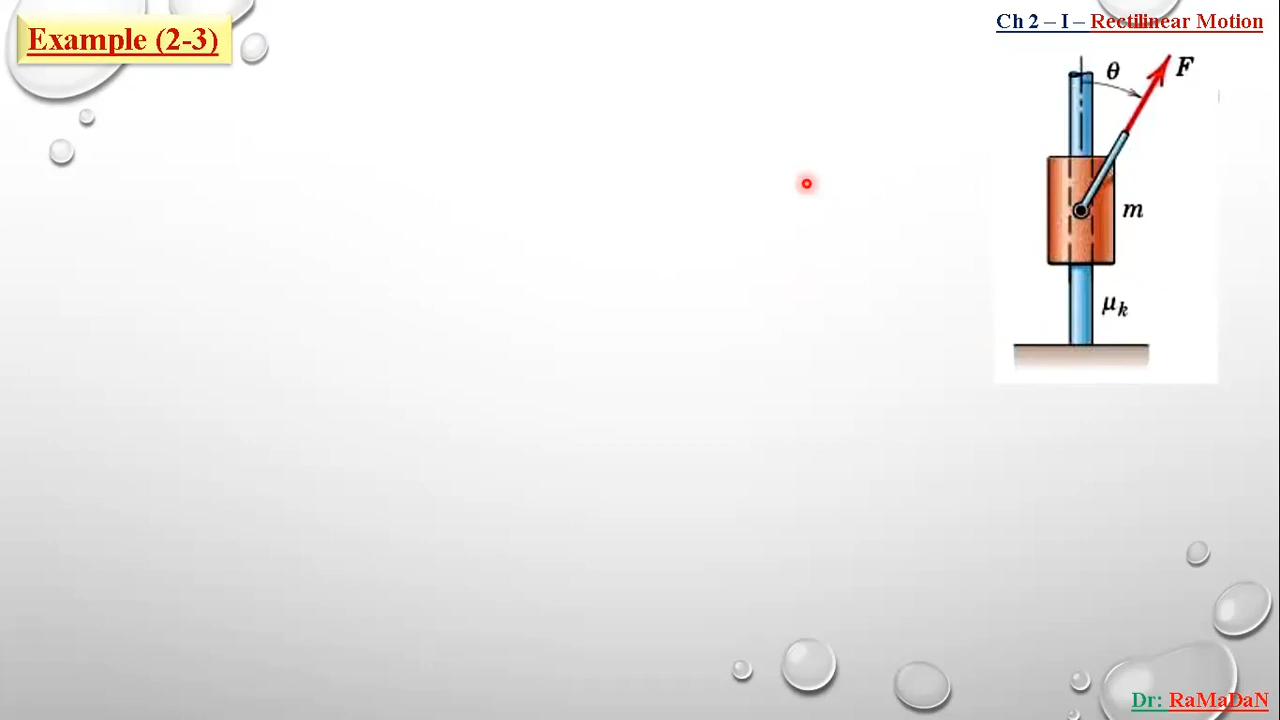 Example (2-3)
Ch 2 – I – Rectilinear Motion
θ
F
m
μk
Dr: RaMaDaN